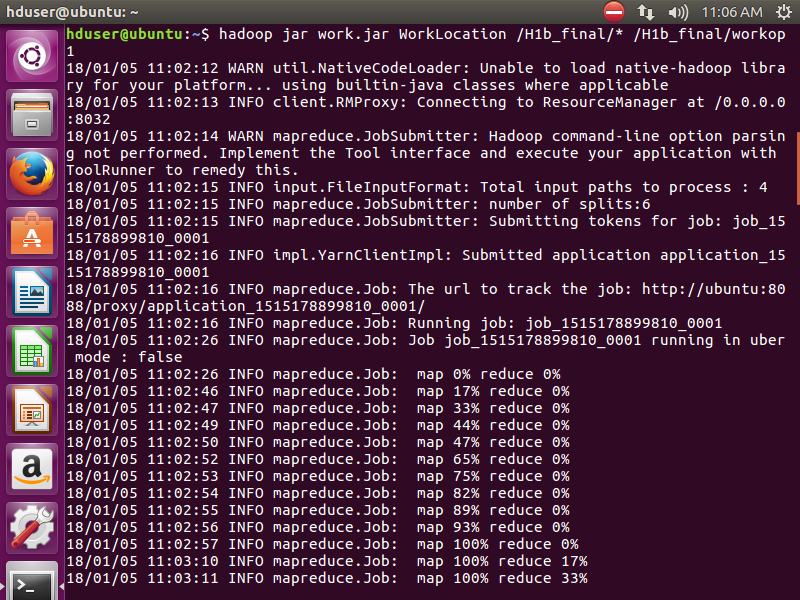 hduser@ubuntu: ~
11:06 AM
hduser@ubuntu:~$ hadoop jar work.jar WorkLocation /H1b_final/* /H1b_final/workop
1
18/01/05 11:02:12 WARN util.NativeCodeLoader: Unable to load native-hadoop libra
ry for your platform... using builtin-java classes where applicable
18/01/05 11:02:13 INFO client.RMProxy: Connecting to ResourceManager at /0.0.0.0
:8032
18/01/05 11:02:14 WARN mapreduce.JobSubmitter: Hadoop command-line option parsin
g not performed. Implement the Tool interface and execute your application with
ToolRunner to remedy this.
18/01/05 11:02:15 INFO input.FileInputFormat: Total input paths to process : 4
18/01/05 11:02:15 INFO mapreduce.JobSubmitter: number of splits:6
18/01/05 11:02:15 INFO mapreduce.JobSubmitter: Submitting tokens for job: job_15
15178899810_0001
18/01/05 11:02:16 INFO impl.YarnClientImpl: Submitted application application_15
15178899810_0001
18/01/05 11:02:16 INFO mapreduce.Job: The url to track the job: http://ubuntu:80
88/proxy/application_1515178899810_0001/
18/01/05 11:02:16 INFO mapreduce.Job: Running job: job_1515178899810_0001
18/01/05 11:02:26 INFO mapreduce.Job: Job job_1515178899810_0001 running in uber
 mode : false
18/01/05 11:02:26 INFO mapreduce.Job:  map 0% reduce 0%
18/01/05 11:02:46 INFO mapreduce.Job:  map 17% reduce 0%
18/01/05 11:02:47 INFO mapreduce.Job:  map 33% reduce 0%
18/01/05 11:02:49 INFO mapreduce.Job:  map 44% reduce 0%
18/01/05 11:02:50 INFO mapreduce.Job:  map 47% reduce 0%
18/01/05 11:02:52 INFO mapreduce.Job:  map 65% reduce 0%
18/01/05 11:02:53 INFO mapreduce.Job:  map 75% reduce 0%
18/01/05 11:02:54 INFO mapreduce.Job:  map 82% reduce 0%
18/01/05 11:02:55 INFO mapreduce.Job:  map 89% reduce 0%
18/01/05 11:02:56 INFO mapreduce.Job:  map 93% reduce 0%
18/01/05 11:02:57 INFO mapreduce.Job:  map 100% reduce 0%
18/01/05 11:03:10 INFO mapreduce.Job:  map 100% reduce 17%
18/01/05 11:03:11 INFO mapreduce.Job:  map 100% reduce 33%